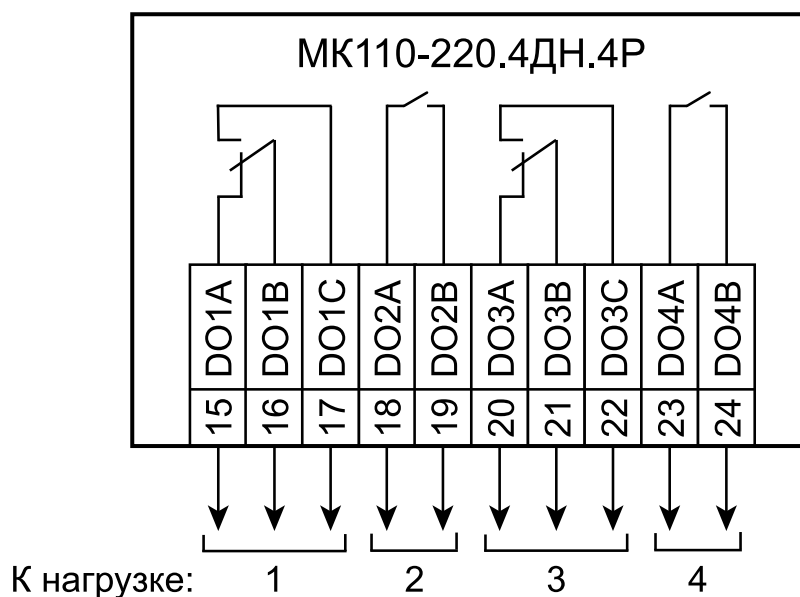 МК110-220.4ДН.4Р
DO1A DO1B DO1C DO2A DO2B DO3A DO3B DO3C DO4A DO4B
15 16 17 18 19 20 21 22 23 24
К нагрузке: 1 2 3 4